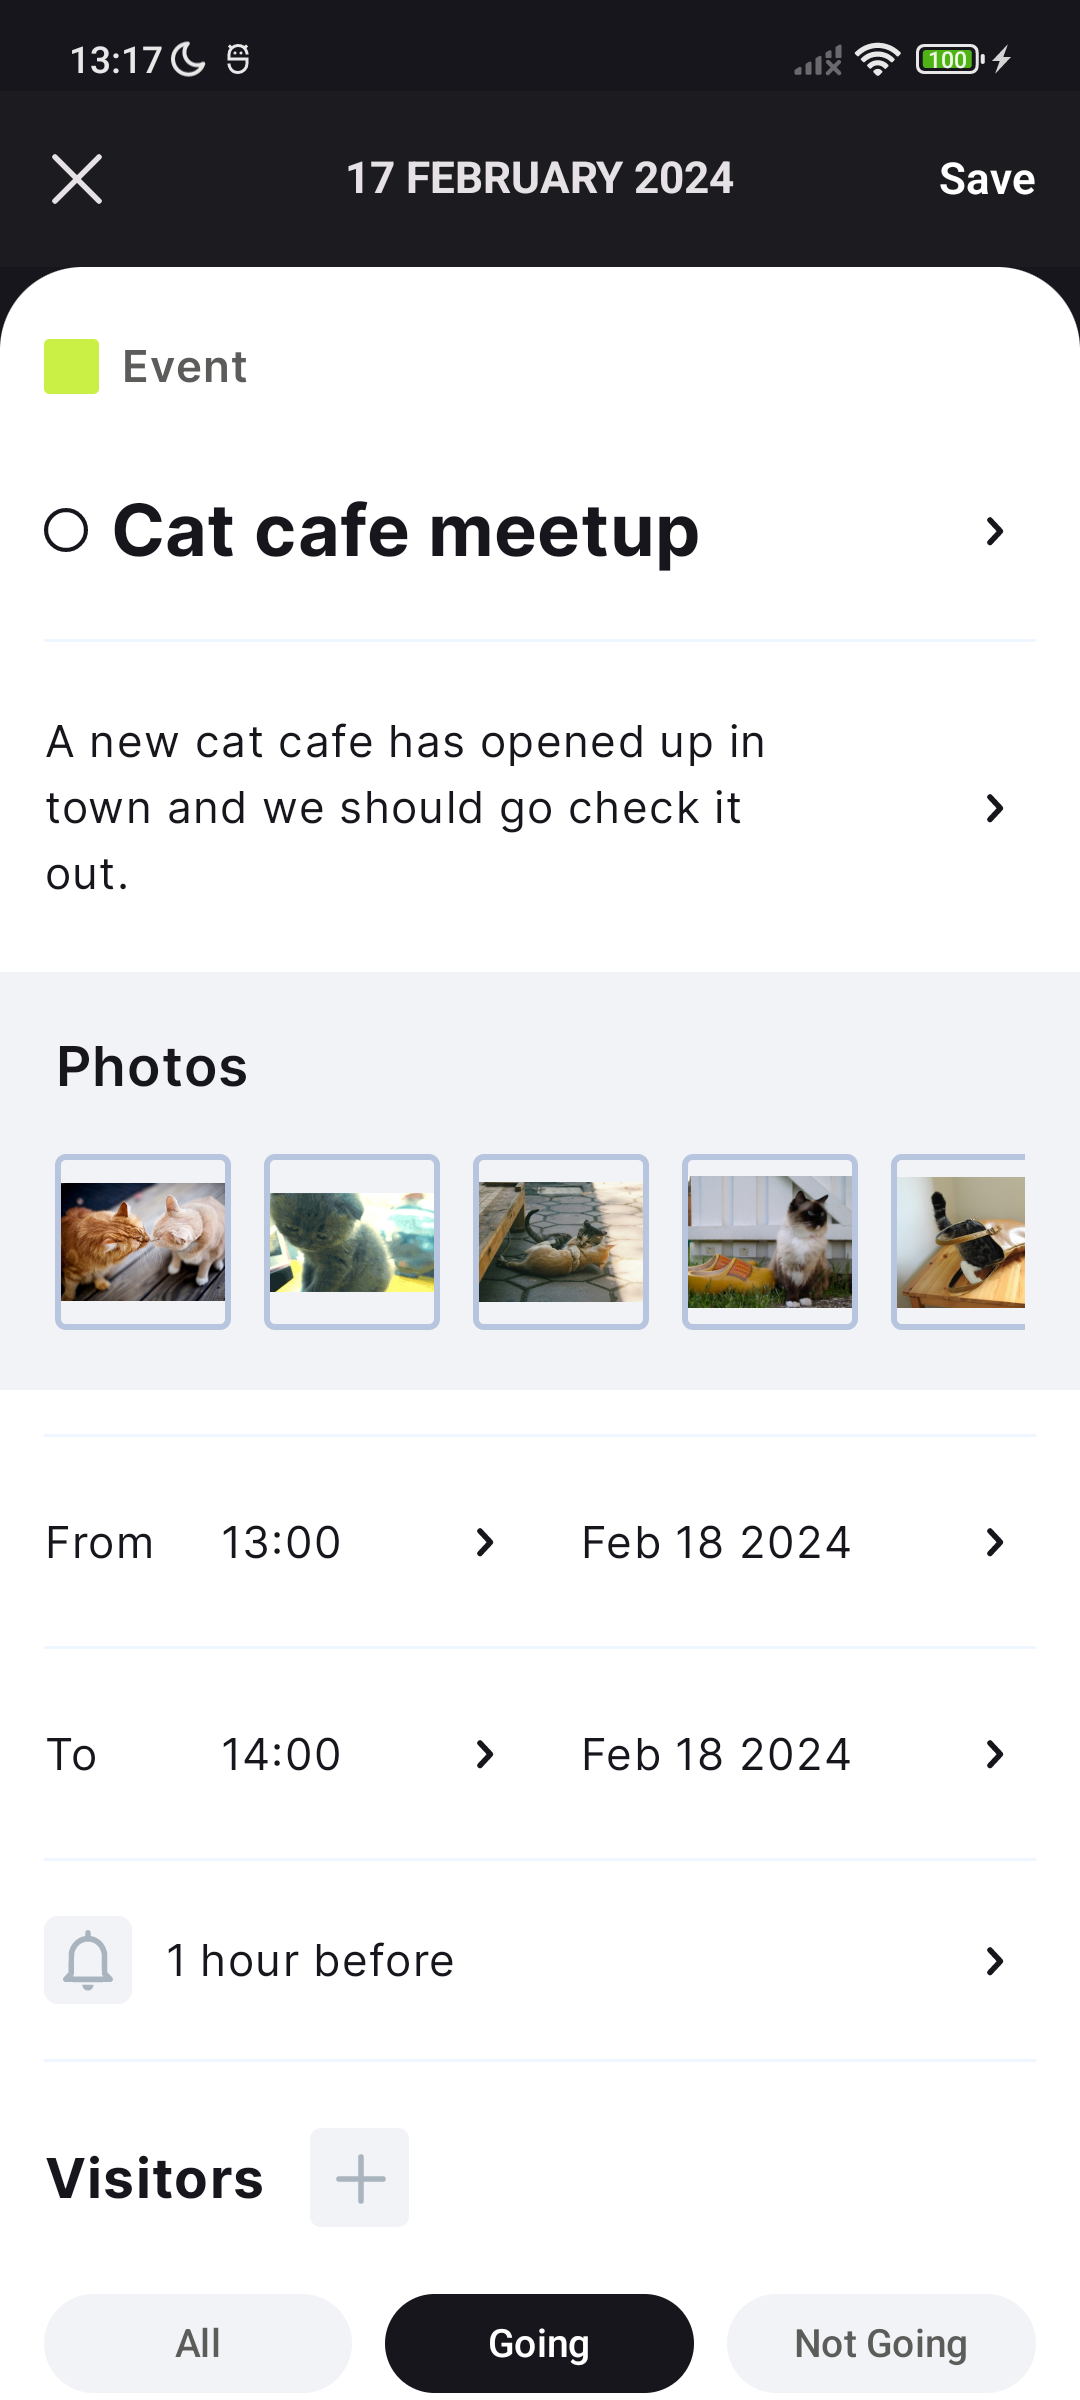 13:17
100
17 FEBRUARY 2024
Save
Event
Cat cafe meetup
A new cat cafe has opened up in
town and we should go check it
out.
Photos
From 13:00 Feb 18 2024
To 14:00 Feb 18 2024
1 hour before
Visitors
All Going Not Going